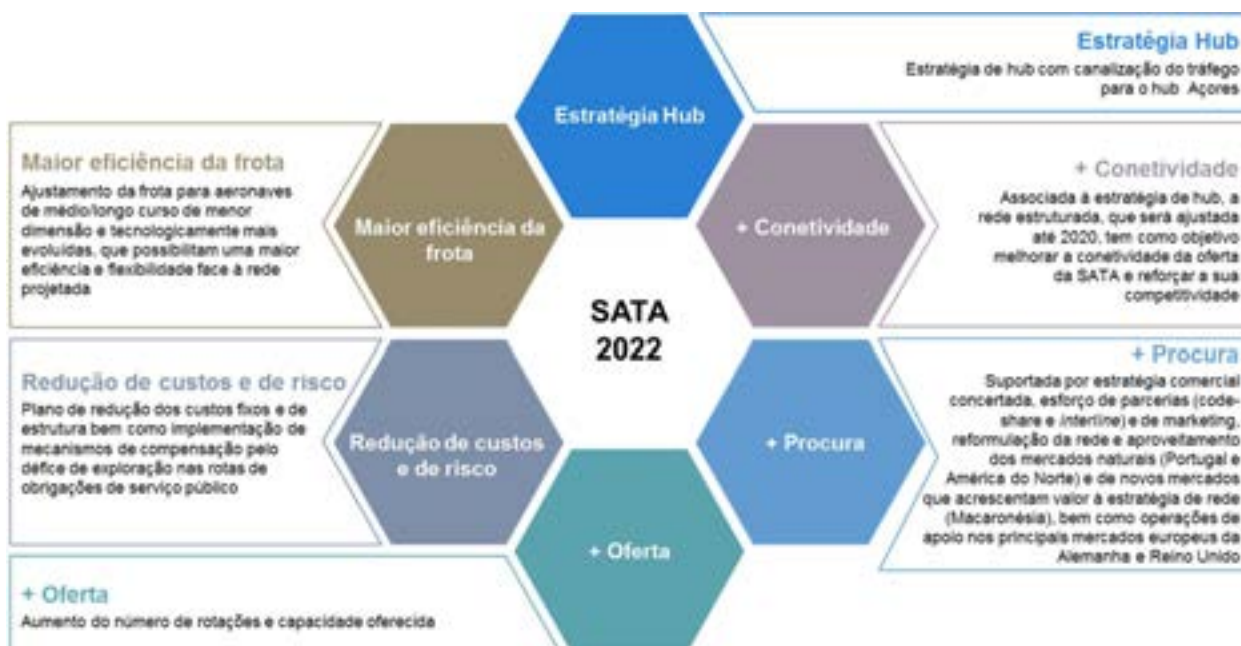 Estratégia Hub
Estratégia Hub
Estratégia de hub com canalização do tráfego
para o hub Açores
Maior eficiência da frota
Ajustamento da frota para aeronaves
de médio/longo curso de menor
dimensão e tecnologicamente mais
evoluídas, que possibilitam uma maior
eficiência e flexibilidade face à rede
projetada
Maior eficiência da
frota
+ Conetividade
+ Conetividade
Associada à estratégia de hub, a
rede estruturada, que será ajustada
até 2020, tem como objetivo
melhorar a conetividade da oferta
da SATA e reforçar a sua
competitividade
SATA
2022
Redução de custos e de risco
Plano de redução dos custos fixos e de
estrutura bem como implementação de
mecanismos de compensação pelo
défice de exploração nas rotas de
obrigações de serviço público
Redução de custos
e de risco
+ Procura
+ Procura
Suportada por estratégia comercial
concertada, esforço de parcerias (code-
share e interline) e de marketing,
reformulação da rede e aproveitamento
dos mercados naturais (Portugal e
América do Norte) e de novos mercados
que acrescentam valor à estratégia de rede
(Macaronésia), bem como operações de
apoio nos principais mercados europeus da
Alemanha e Reino Unido
+ Oferta
+ Oferta
Aumento do número de rotações e capacidade oferecida